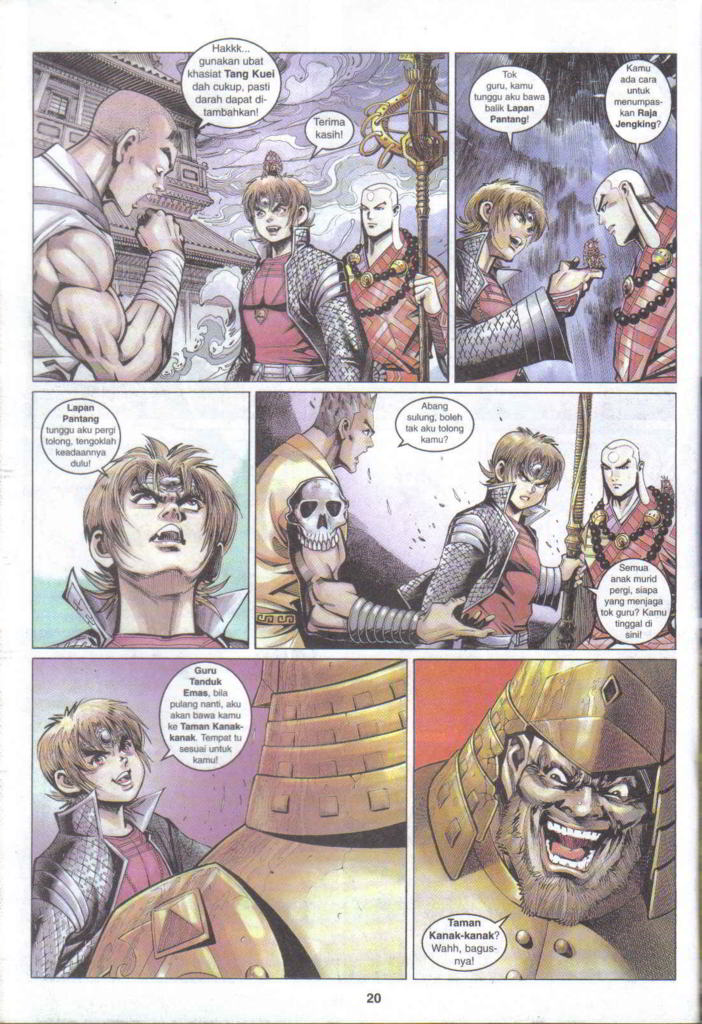 Hakkk...
gunakan ubat
khasiat Tang Kuei
dah cukup, pasti
darah dapat di-
tambahkan!
Terima
kasih!
Tok
guru, kamu
tunggu aku bawa
balik Lapan
Pantang!
Kamu
ada cara
untuk
menumpas-
kan Raja
Jengking?
Lapan
Pantang
tunggu aku pergi
tolong, tengoklah
keadaannya
dulu!
Abang
sulung, boleh
tak aku tolong
kamu?
Semua
anak murid
pergi, siapa
yang menjaga
tok guru? Kamu
tinggal di
sini!
Guru
Tanduk
Emas, bila
pulang nanti, aku
akan bawa kamu
ke Taman Kanak-
kanak. Tempat tu
sesuai untuk
kamu!
Taman
Kanak-kanak?
Wahh, bagus-
nya!
20